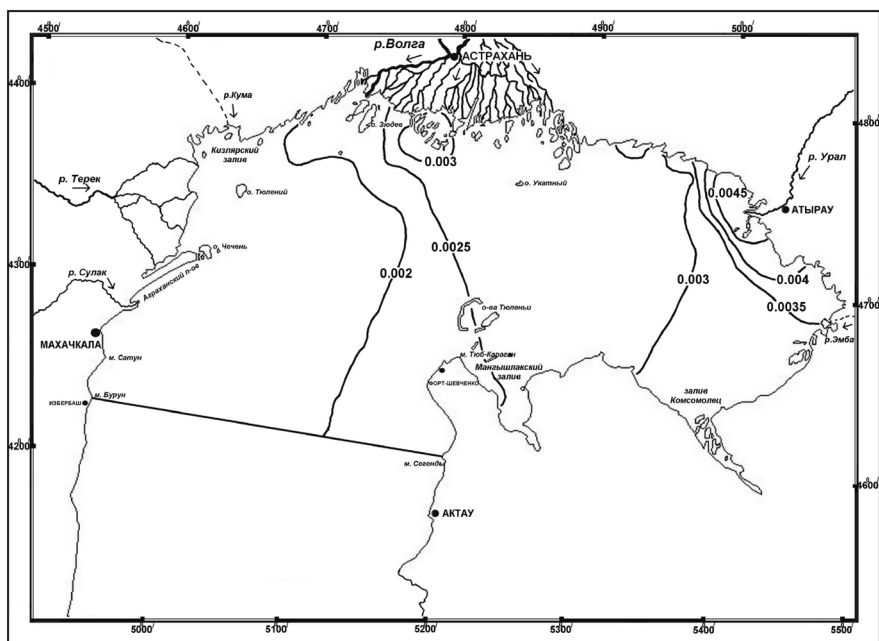 4500 4600 4700 4800 4900 5000
р.Волга
АСТРАХАНЬ
4400
р.Кума
4800
о. Зюдев
Кизлярский
залив
0.003
р. Урал
р. Терек
о. Тюлений
о. Укатный
0.0045
АТЫРАУ
0.0025
Чечень
4300
0.002
0.003
0.004
р. Сулак
Аграханский п-ов
0.0035
4700
о-ва Тюленьи
МАХАЧКАЛА
р.Эмба
м. Сатун
м. Тюб-Караган
Мангышлакский
залив
ФОРТ-ШЕВЧЕНКО
залив
Комсомолец
м. Бурун
ИЗБЕРБАШ
4200
м. Сегенды
4600
АКТАУ
5000 5100 5200 5300 5400 5500